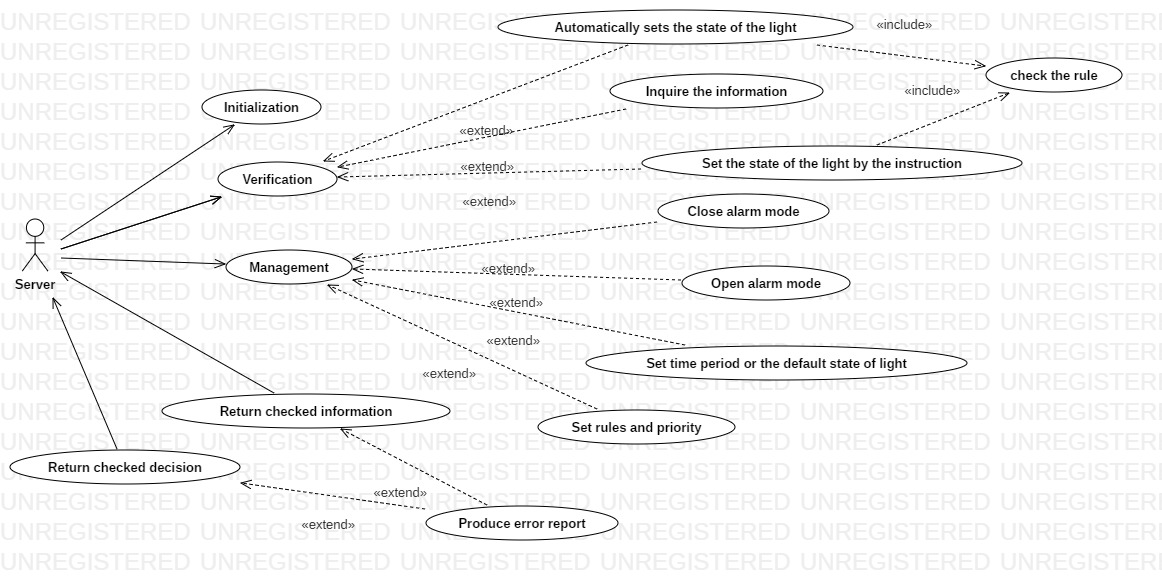 Automatically sets the state of the light
«include»
check the rule
Inquire the information
«include»
Initialization
«extend»
Set the state of the light by the instruction
«extend»
Verification
«extend»
Close alarm mode
Management
«extend»
Open alarm mode
Server
«extend»
«extend»
Set time period or the default state of light
«extend»
Return checked information
Set rules and priority
Return checked decision
«extend»
Produce error report
«extend»
UNREGISTERED